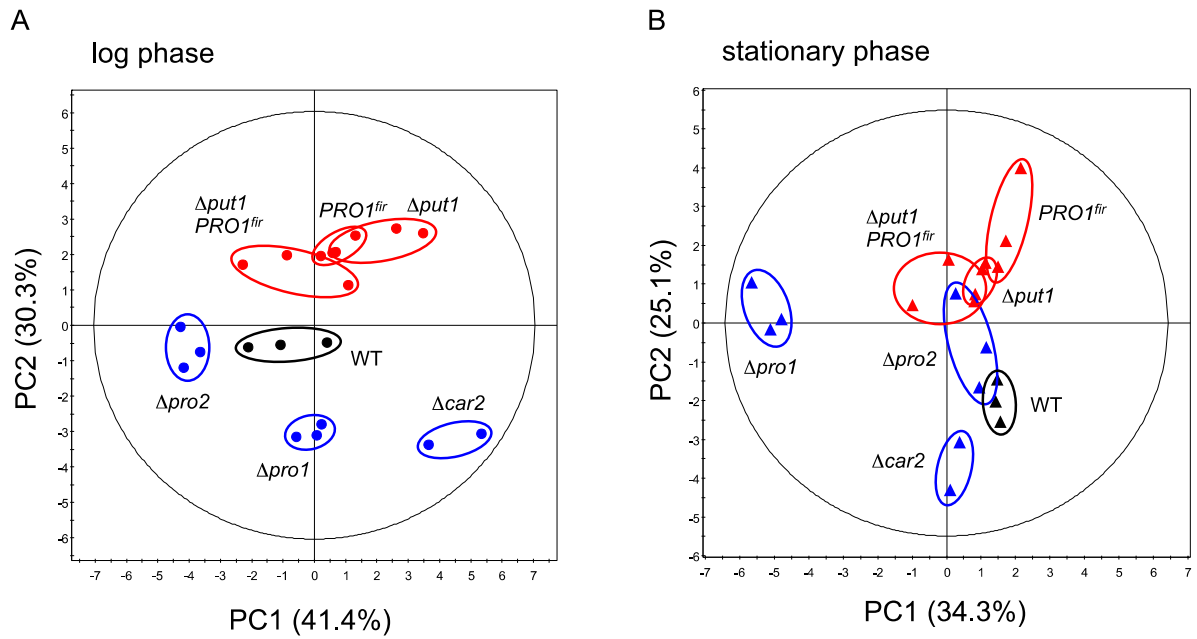 A
log phase
6
5
4
3
2
1
0
-1
-2
-3
-4
-5
-6
-7 -6 -5 -4 -3 -2 -1 0 1 2 3 4 5 6 7
PC2 (30.3%)
PC1 (41.4%)
Δput1
PRO1fir
PRO1fir
Δput1
WT
Δpro2
Δpro1
Δcar2
B
stationary phase
6
5
4
3
2
1
0
-1
-2
-3
-4
-5
-6
-7 -6 -5 -4 -3 -2 -1 0 1 2 3 4 5 6 7
PC2 (25.1%)
PC1 (34.3%)
Δput1
PRO1fir
PRO1fir
Δput1
Δpro1
Δpro2
WT
Δcar2